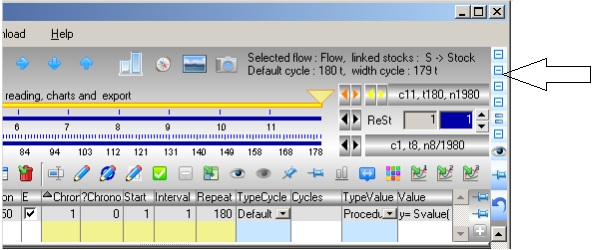 nload Help
Selected flow : Flow, linked stocks : S -> Stock
Default cycle : 180 t, width cycle : 179 t
reading, charts and export
c11, t180, n1980
6 7 8 9 10 11
ReSt 1 1
84 94 103 112 121 131 140 149 158 168 178
c1, t8, n8/1980
on E Chror ?Chrono Start Interval Repeat TypeCycle Cycles TypeValue Value
50 1 0 1 1 180 Default Procedu y= Svalue(